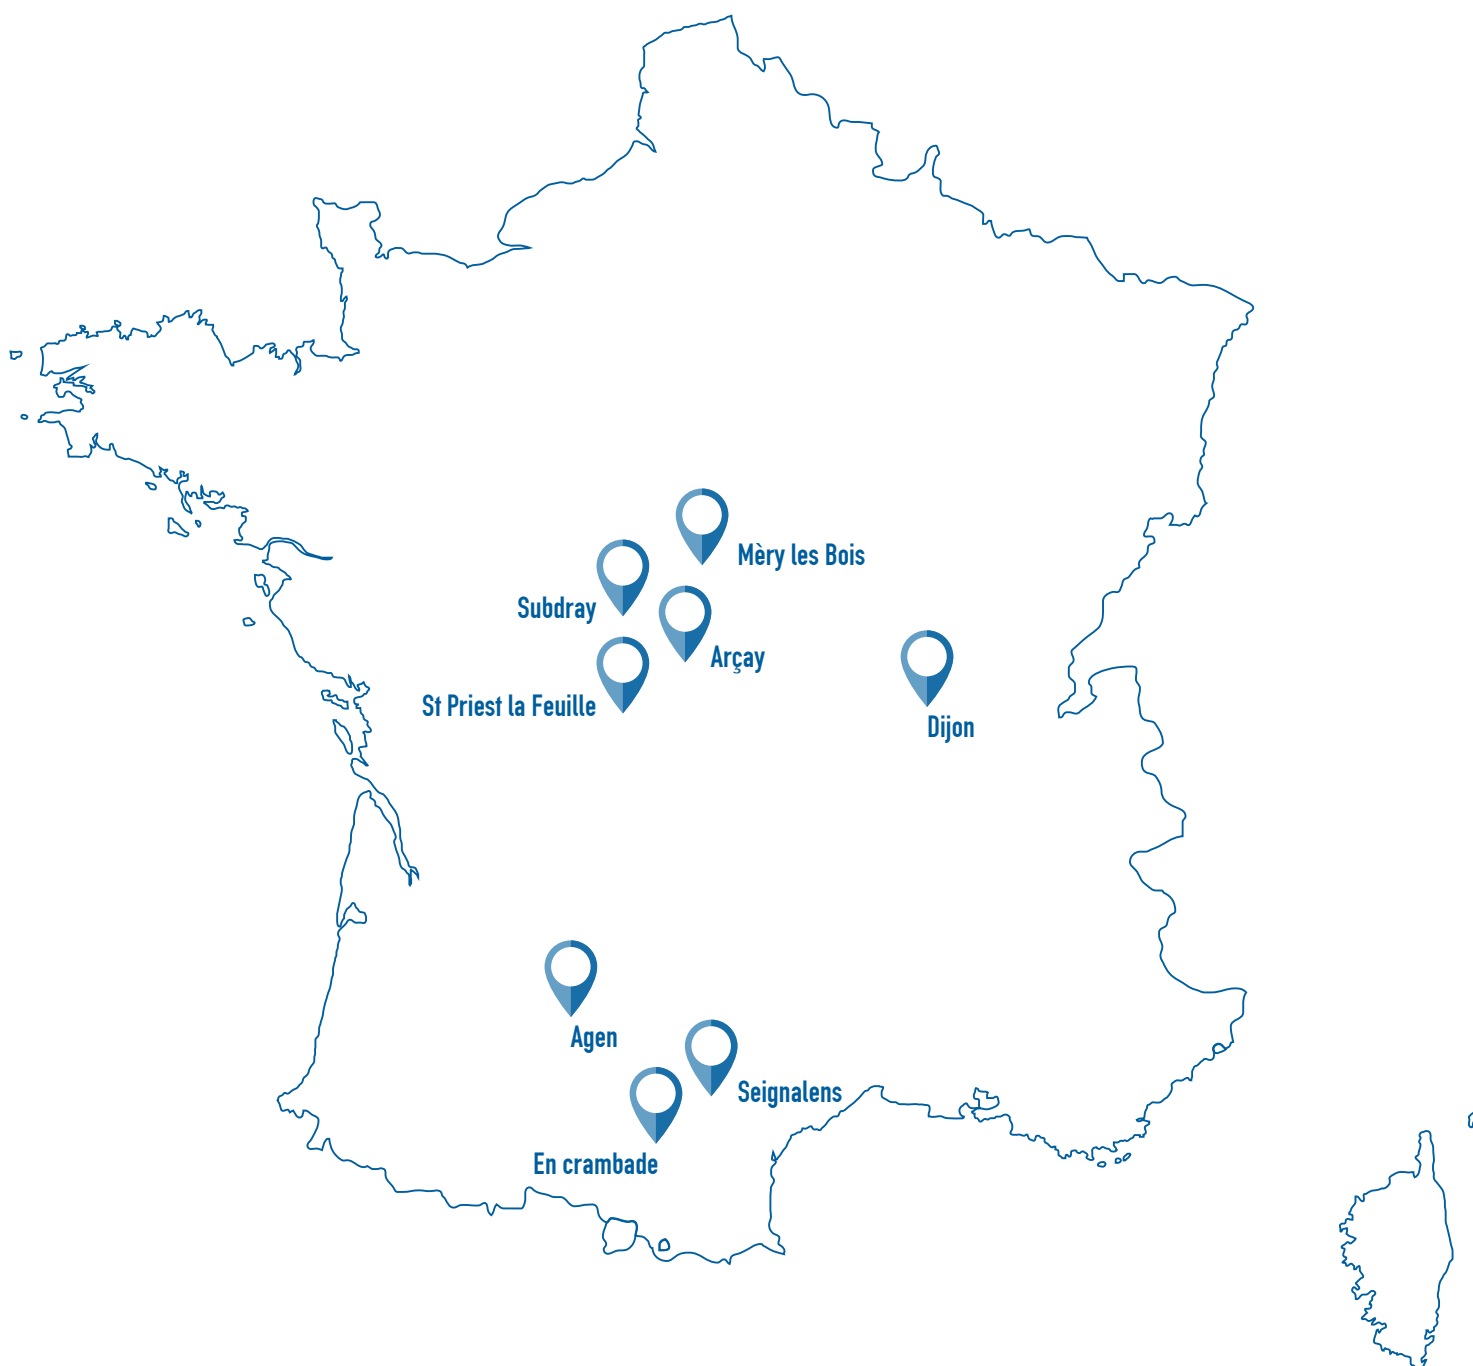 Mèry les Bois
Subdray
Arçay
St Priest la Feuille
Dijon
Agen
Seignalens
En crambade